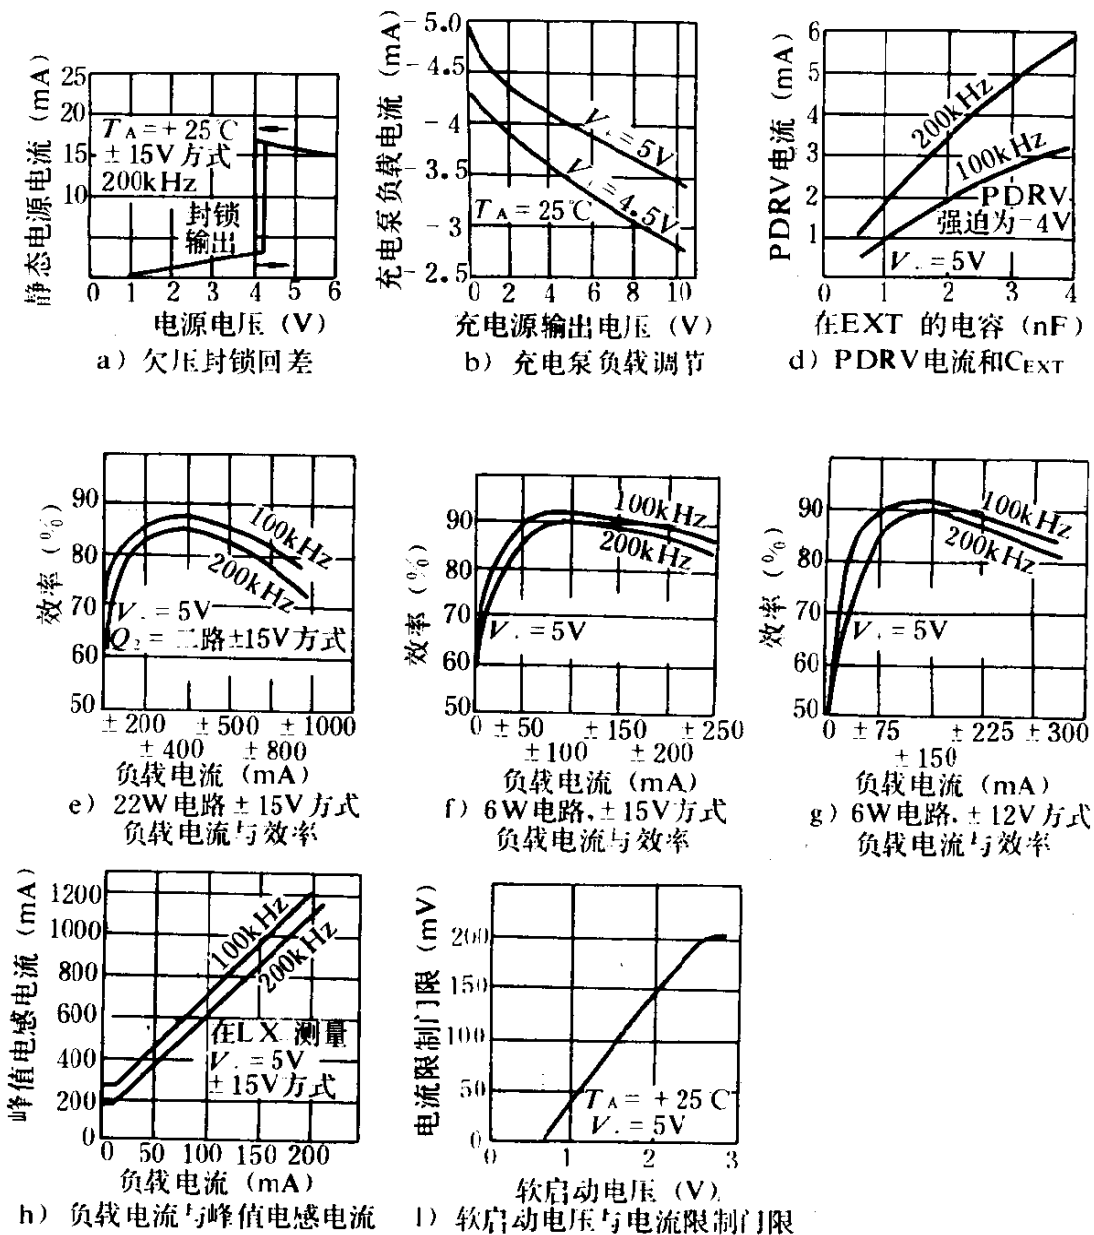 静态电源电流 (mA)
25
20
15
10
TA=+25℃
±15V方式
200kHz
封锁
输出
0 1 2 3 4 5 6
电源电压 (V)
a) 欠压封锁回差
充电泵负载电流 (mA)
-5.0
-4.5
-4
-3.5
-3
-2.5
V+=5V
V+=4.5V
TA=25℃
0 2 4 6 8 10
充电源输出电压 (V)
b) 充电泵负载调节
PDRV电流 (mA)
6
5
4
3
2
1
0
200kHz
100kHz
PDRV
强迫为-4V
V+=5V
0 1 2 3 4
在EXT 的电容 (nF)
d) PDRV电流和CEXT
效率 (%)
90
80
70
60
50
100kHz
200kHz
V+=5V
Q2=二路±15V方式
±200 ±500 ±1000
±400 ±800
负载电流 (mA)
e) 22W电路±15V方式
负载电流与效率
效率 (%)
90
80
70
60
50
100kHz
200kHz
V+=5V
0 ±50 ±150 ±250
±100 ±200
负载电流 (mA)
f) 6W电路,±15V方式
负载电流与效率
效率 (%)
90
80
70
60
50
100kHz
200kHz
V+=5V
0 ±75 ±225 ±300
±150
负载电流 (mA)
g) 6W电路,±12V方式
负载电流与效率
峰值电感电流 (mA)
1200
1000
800
600
400
200
0
100kHz
200kHz
在LX 测量
V+=5V
±15V方式
0 50 100 150 200
负载电流 (mA)
h) 负载电流与峰值电感电流
电流限制门限 (mV)
200
150
100
50
0
TA=+25℃
V+=5V
0 1 2 3
软启动电压 (V)
l) 软启动电压与电流限制门限